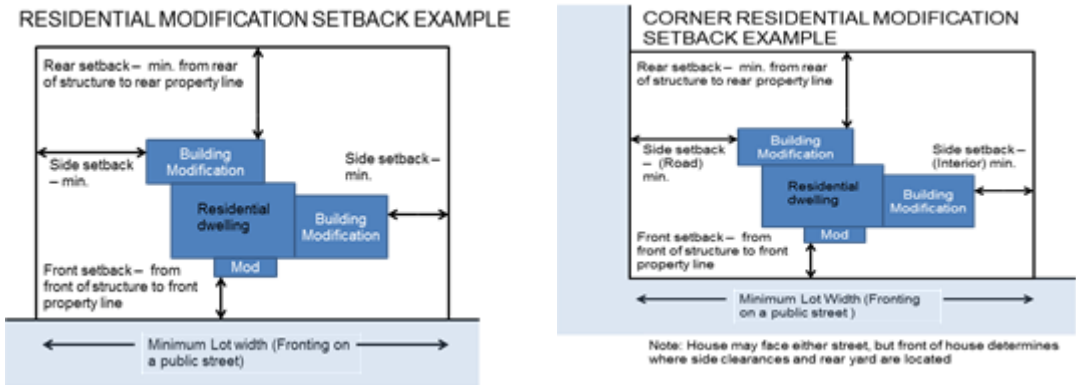 RESIDENTIAL MODIFICATION SETBACK EXAMPLE
Rear setback – min. from rear
of structure to rear property line
Building
Modification
Side setback
– min.
Side setback –
min.
Residential
dwelling
Building
Modification
Mod
Front setback – from
front of structure to front
property line
Minimum Lot width (Fronting on
a public street)
CORNER RESIDENTIAL MODIFICATION
SETBACK EXAMPLE
Rear setback – min. from rear
of structure to rear property line
Building
Modification
Side setback
– (Road)
min.
Side setback –
(Interior) min.
Residential
dwelling
Building
Modification
Mod
Front setback – from
front of structure to front
property line
Minimum Lot Width (Fronting
on a public street )
Note: House may face either street, but front of house determines
where side clearances and rear yard are located